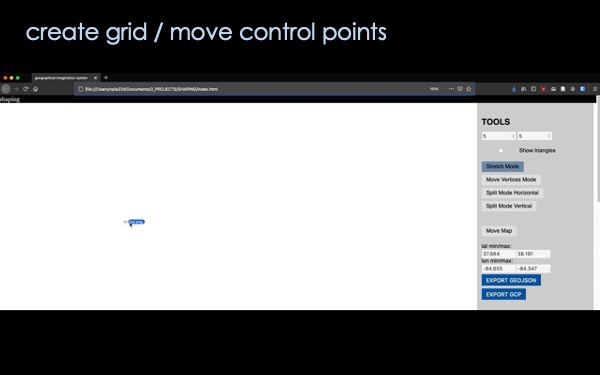 create grid / move control points
geographical imagination system
file:///Users/npla224/Documents/2_PROJECTS/SHAPING/index.html
150%
shaping
TOOLS
5 5
Show triangles
Stretch Mode
Move Vertices Mode
Split Mode Horizontal
Split Mode Vertical
Move Map
lat min/max:
37.884 38.191
lon min/max:
-84.655 -84.347
EXPORT GEOJSON
EXPORT GCP